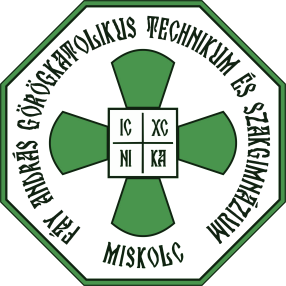 FÁY ANDRÁS GÖRÖGKATOLIKUS TECHNIKUM ÉS SZAKGIMNÁZIUM
IC XC
NI KA
MISKOLC